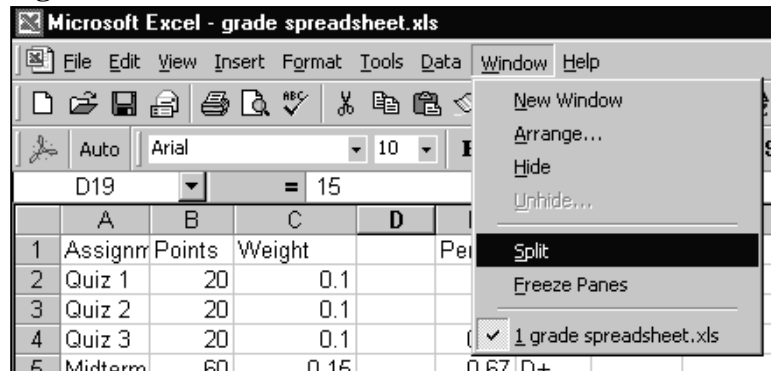 Microsoft Excel - grade spreadsheet.xls
File Edit View Insert Format Tools Data Window Help
New Window
ABC
Arrange...
Auto Arial 10
Hide
D19 = 15
Unhide...
A B C D
1 Assignm Points Weight
Split
2 Quiz 1 20 0.1
Freeze Panes
3 Quiz 2 20 0.1
4 Quiz 3 20 0.1
1 grade spreadsheet.xls
5 Midterm 60 0.15 0.67 D+